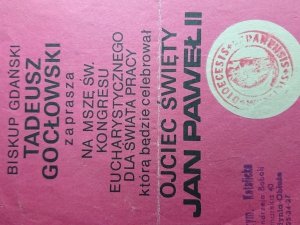 BISKUP GDAŃSKI
TADEUSZ
GOCŁOWSKI
zaprasza
NA MSZĘ ŚW.
KONGRESU
EUCHARYSTYCZNEGO
DLA ŚWIATA PRACY
którą będzie celebrował
OJCIEC ŚWIĘTY
JAN PAWEŁ II
DIOECESIS